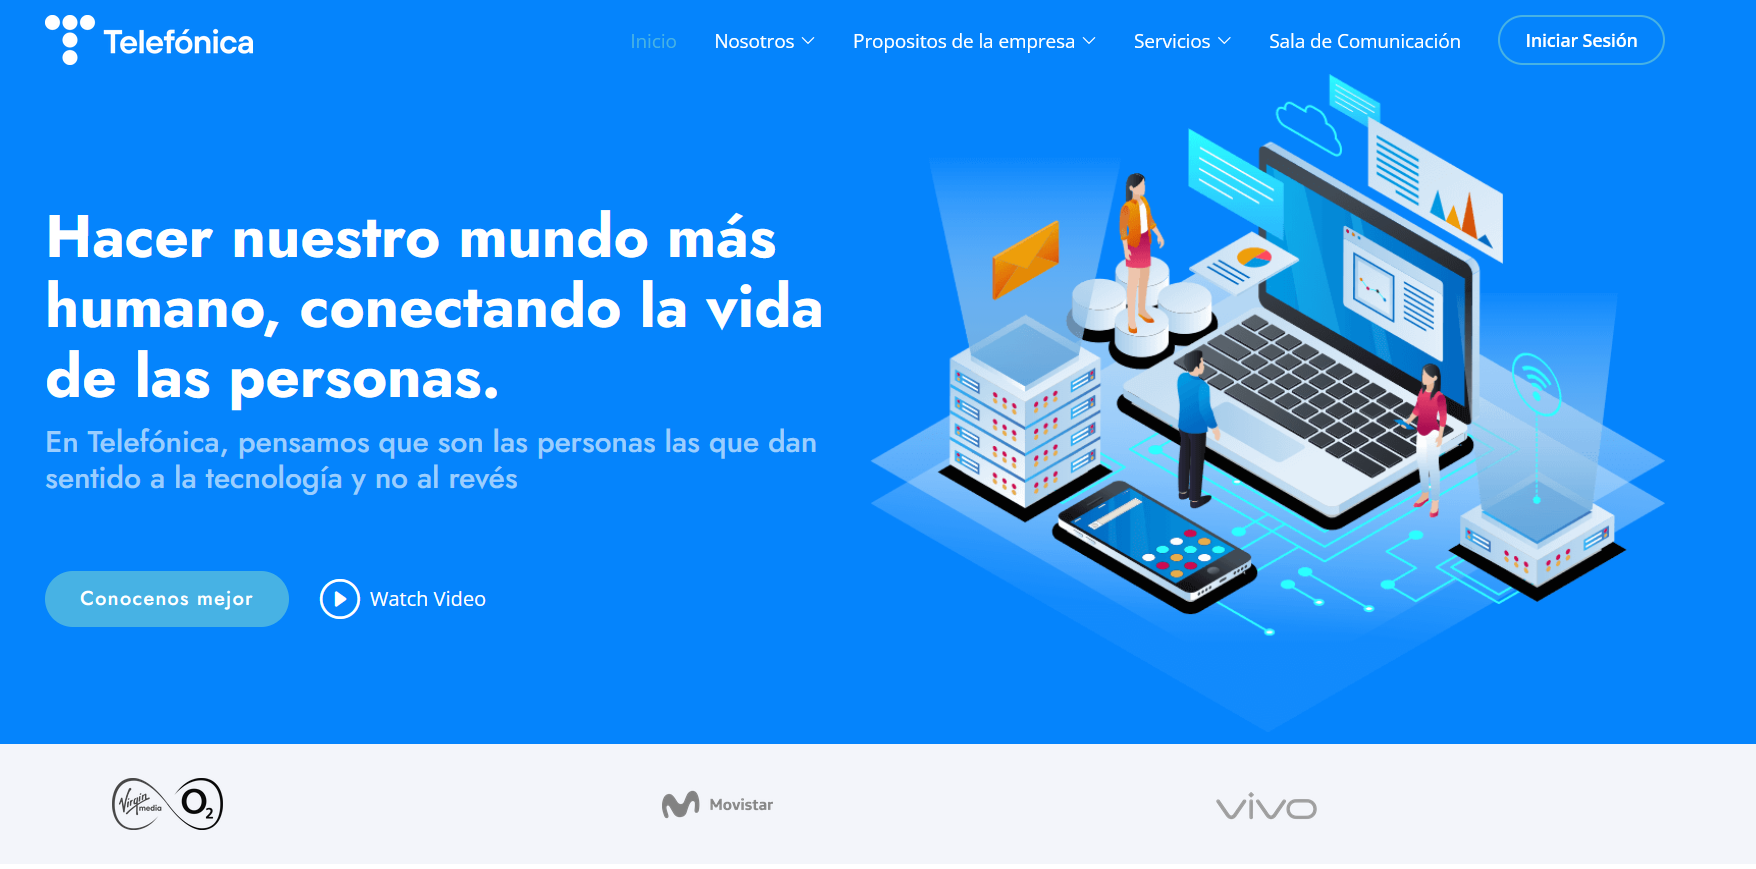 Telefónica
Inicio
Nosotros
Propositos de la empresa
Servicios
Sala de Comunicación
Iniciar Sesión
Hacer nuestro mundo más
humano, conectando la vida
de las personas.
En Telefónica, pensamos que son las personas las que dan
sentido a la tecnología y no al revés
Conocenos mejor
Watch Video
Virgin media O2
Movistar
vivo